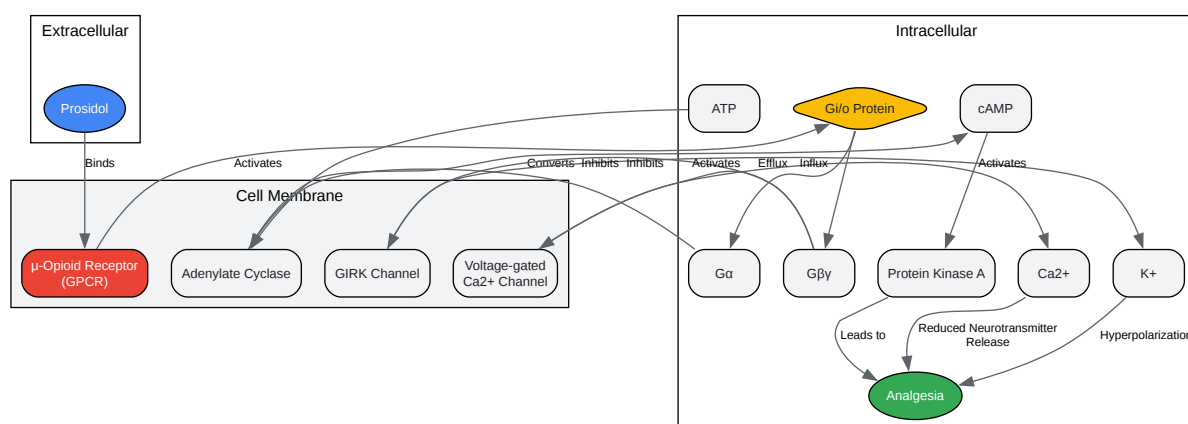 Extracellular
Intracellular
Prosidol
ATP
Gi/o Protein
cAMP
Binds
Activates
Converts
Inhibits
Inhibits
Activates
Efflux
Influx
Activates
Cell Membrane
μ-Opioid Receptor
(GPCR)
Adenylate Cyclase
GIRK Channel
Voltage-gated
Ca2+ Channel
Gα
Gβγ
Protein Kinase A
Ca2+
K+
Leads to
Reduced Neurotransmitter
Release
Hyperpolarization
Analgesia